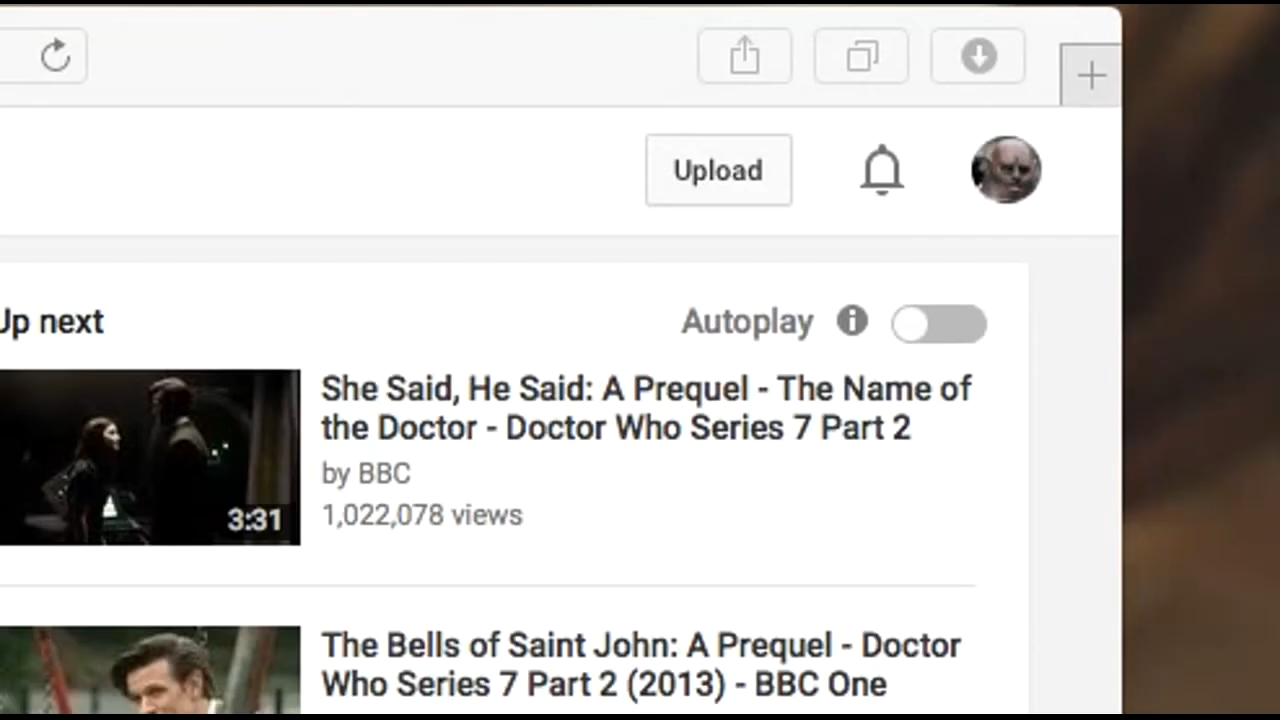 Upload
Up next
Autoplay
She Said, He Said: A Prequel - The Name of
the Doctor - Doctor Who Series 7 Part 2
by BBC
1,022,078 views
3:31
The Bells of Saint John: A Prequel - Doctor
Who Series 7 Part 2 (2013) - BBC One